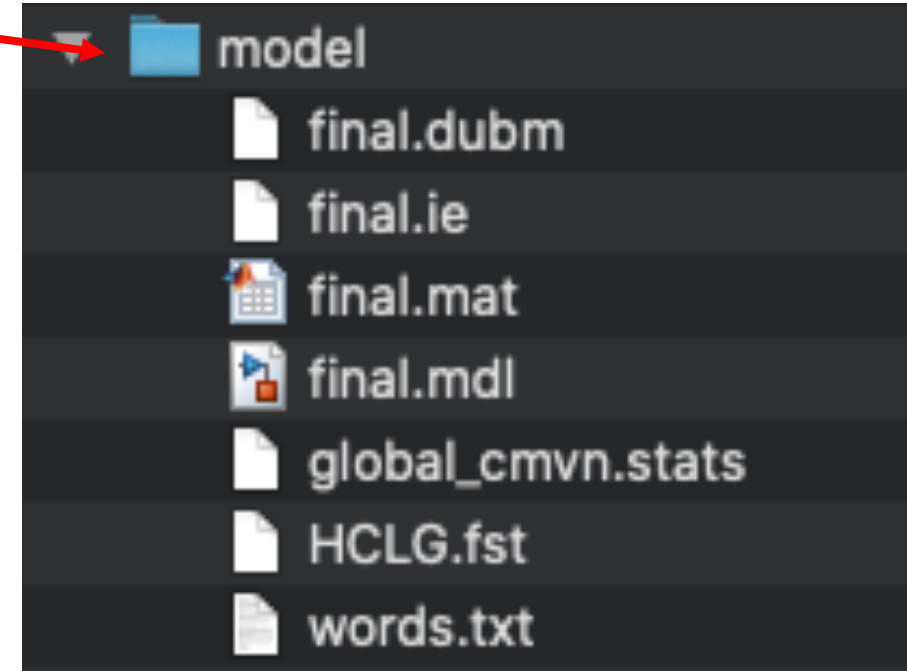 model
final.dubm
final.ie
final.mat
final.mdl
global_cmvn.stats
HCLG.fst
words.txt